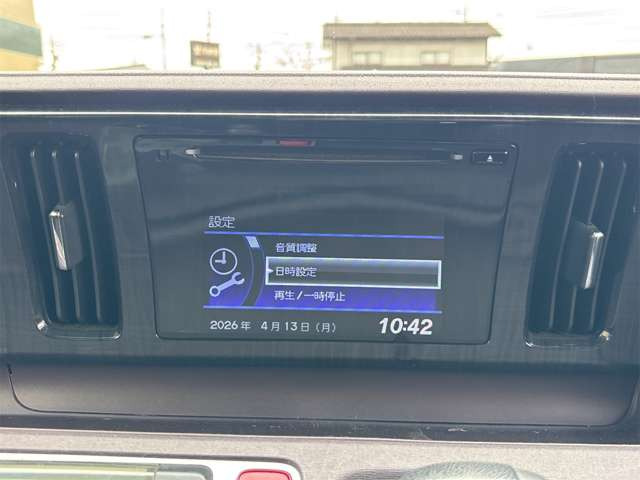 設定
音質調整
日時設定
再生/一時停止
2026年 4月13日(月) 10:42